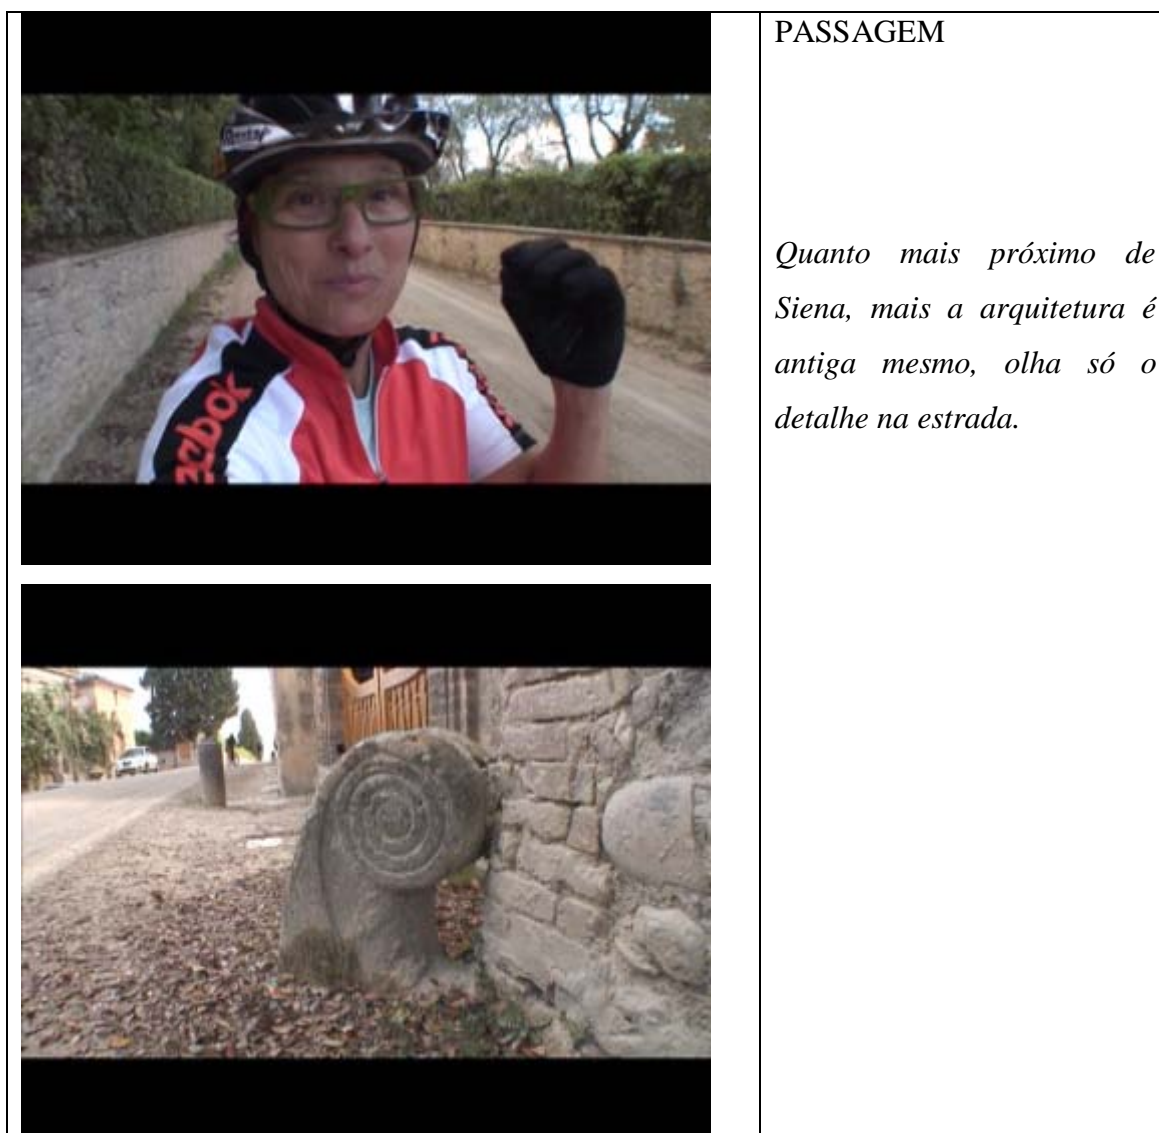 PASSAGEM
Quanto mais próximo de
Siena, mais a arquitetura é
antiga mesmo, olha só o
detalhe na estrada.